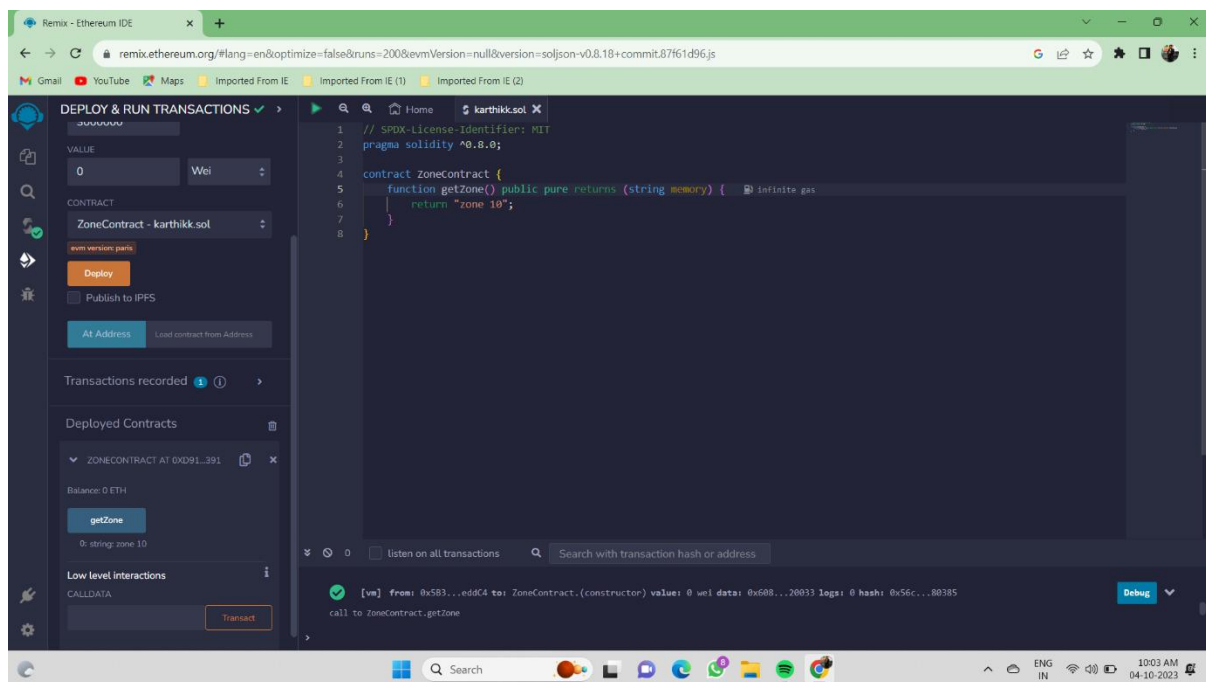 Remix - Ethereum IDE
remix.ethereum.org/#lang=en&optimize=false&runs=200&evmVersion=null&version=soljson-v0.8.18+commit.87f61d96.js
Gmail YouTube Maps Imported From IE Imported From IE (1) Imported From IE (2)
DEPLOY & RUN TRANSACTIONS
VALUE
0 Wei
CONTRACT
ZoneContract - karthikk.sol
evm version: paris
Deploy
Publish to IPFS
At Address Load contract from Address
Transactions recorded 1
Deployed Contracts
ZONECONTRACT AT 0XD91...391
Balance: 0 ETH
getZone
0: string: zone 10
Low level interactions
CALLDATA
Transact
Home karthikk.sol
1 // SPDX-License-Identifier: MIT
2 pragma solidity ^0.8.0;
3
4 contract ZoneContract {
5 function getZone() public pure returns (string memory) { infinite gas
6 return "zone 10";
7 }
8 }
0 listen on all transactions Search with transaction hash or address
[vm] from: 0x5B3...eddC4 to: ZoneContract.(constructor) value: 0 wei data: 0x608...20033 logs: 0 hash: 0x56c...80385
Debug
call to ZoneContract.getZone
>
Search
8
ENG
IN
10:03 AM
04-10-2023